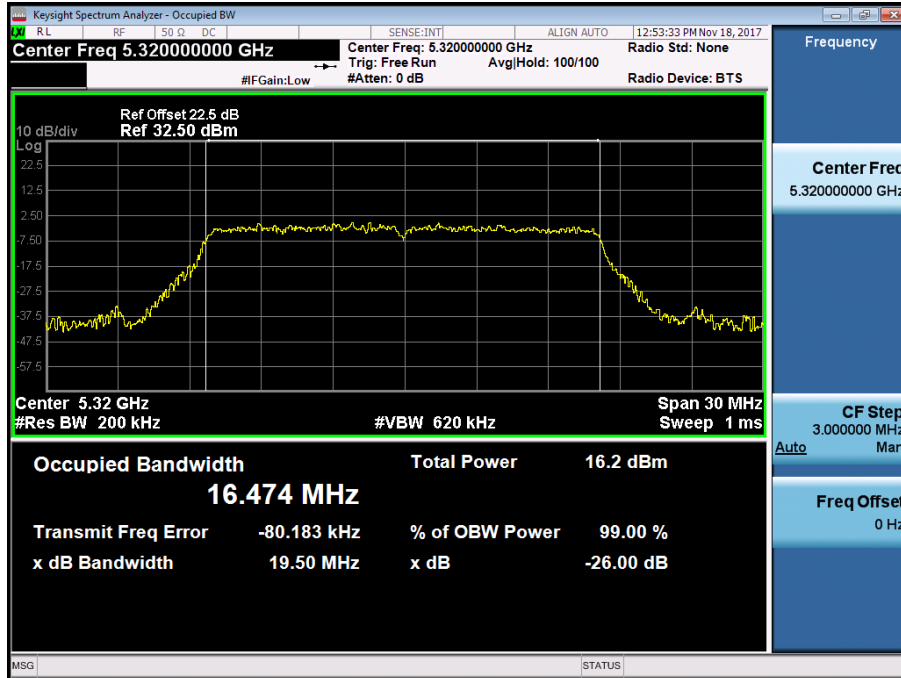 Keysight Spectrum Analyzer - Occupied BW
LXI RL RF 50 Ω DC SENSE:INT ALIGN AUTO 12:53:33 PM Nov 18, 2017
Center Freq 5.320000000 GHz
Center Freq: 5.320000000 GHz
Radio Std: None
Trig: Free Run Avg|Hold: 100/100
#IFGain:Low
#Atten: 0 dB
Radio Device: BTS
Ref Offset 22.5 dB
10 dB/div Ref 32.50 dBm
Log
22.5
12.5
2.50
-7.50
-17.5
-27.5
-37.5
-47.5
-57.5
Center 5.32 GHz Span 30 MHz
#Res BW 200 kHz #VBW 620 kHz Sweep 1 ms
Occupied Bandwidth Total Power 16.2 dBm
16.474 MHz
Transmit Freq Error -80.183 kHz % of OBW Power 99.00 %
x dB Bandwidth 19.50 MHz x dB -26.00 dB
MSG STATUS
Frequency
Center Freq
5.320000000 GHz
CF Step
3.000000 MHz
Auto Man
Freq Offset
0 Hz